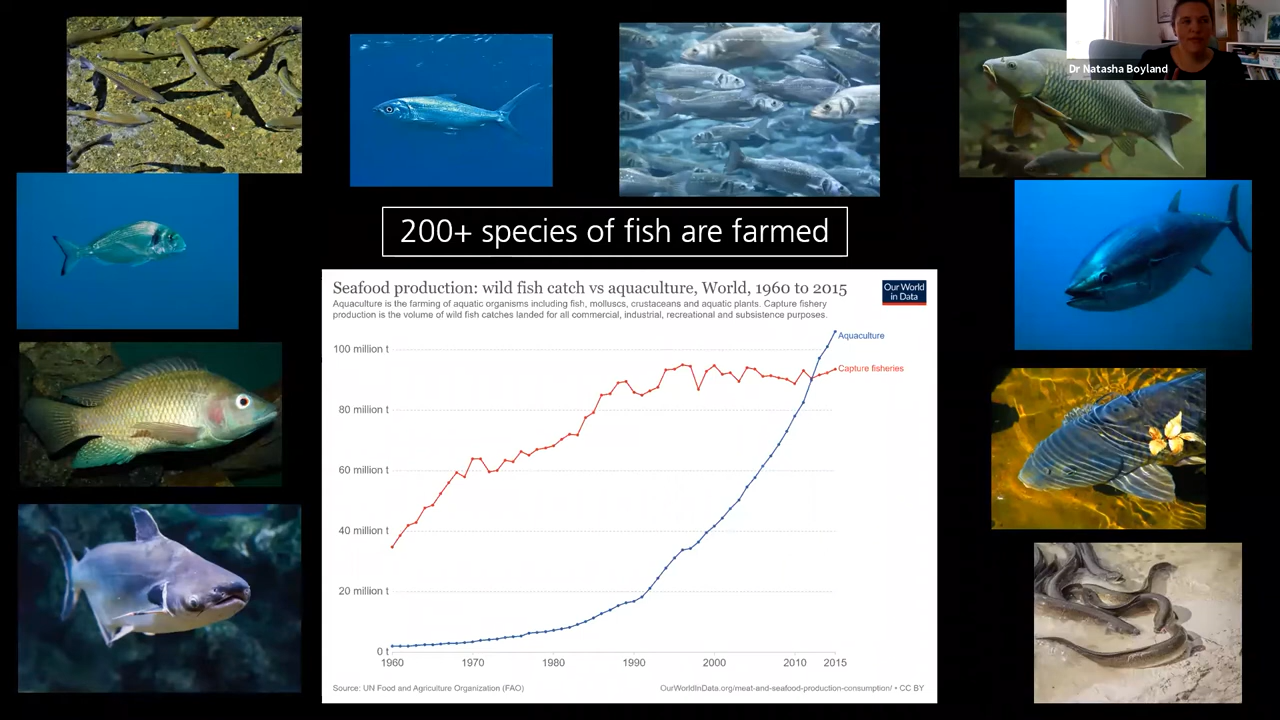 Dr Natasha Boyland
200+ species of fish are farmed
Seafood production: wild fish catch vs aquaculture, World, 1960 to 2015
Our World
in Data
Aquaculture is the farming of aquatic organisms including fish, molluscs, crustaceans and aquatic plants. Capture fishery
production is the volume of wild fish catches landed for all commercial, industrial, recreational and subsistence purposes.
Aquaculture
100 million t
Capture fisheries
80 million t
60 million t
40 million t
20 million t
0 t
1960 1970 1980 1990 2000 2010 2015
Source: UN Food and Agriculture Organization (FAO)
OurWorldInData.org/meat-and-seafood-production-consumption/ • CC BY